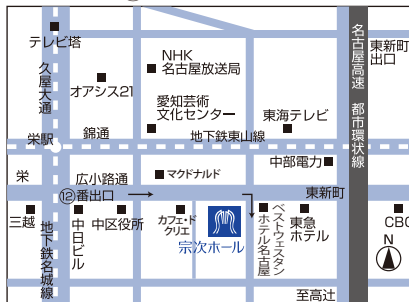 テレビ塔
NHK
名古屋放送局
久屋大通
オアシス21
名古屋高速 都市環状線
東新町
出口
愛知芸術
文化センター
東海テレビ
栄駅
錦通
地下鉄東山線
中部電力
栄
広小路通
マクドナルド
東新町
⑫番出口
三越
地下鉄名城線
中日ビル
中区役所
カフェ・ド
クリエ
宗次ホール
ベストウェスタン
ホテル名古屋
東急
ホテル
CBC
N
至高辻